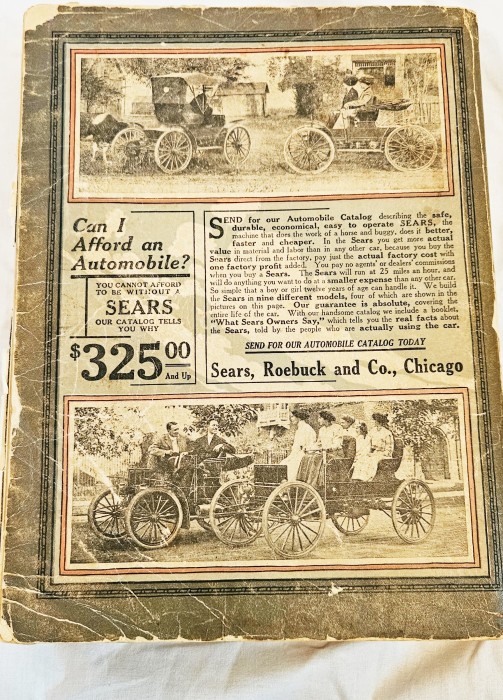 Can I
Afford an
Automobile?
YOU CANNOT AFFORD
TO BE WITHOUT A
SEARS
OUR CATALOG TELLS
YOU WHY
$325.00
And Up
SEND for our Automobile Catalog describing the safe,
durable, economical, easy to operate SEARS, the
machine that does the work of a horse and buggy, does it better,
faster and cheaper. In the Sears you get more actual
value in material and labor than in any other car, because you buy the
Sears direct from the factory, pay just the actual factory cost with
one factory profit added. You pay no agents' or dealers commissions
when you buy a Sears. The Sears will run at 25 miles an hour, and
will do anything you want to do at a smaller expense than any other car.
So simple that a boy or girl twelve years of age can handle it. We build
the Sears in nine different models, four of which are shown in the
pictures on this page. Our guarantee is absolute, covering the
entire life of the car. With our handsome catalog we include a booklet,
"What Sears Owners Say," which tells you the real facts about
the Sears, told by the people who are actually using the car.
SEND FOR OUR AUTOMOBILE CATALOG TODAY
Sears, Roebuck and Co., Chicago